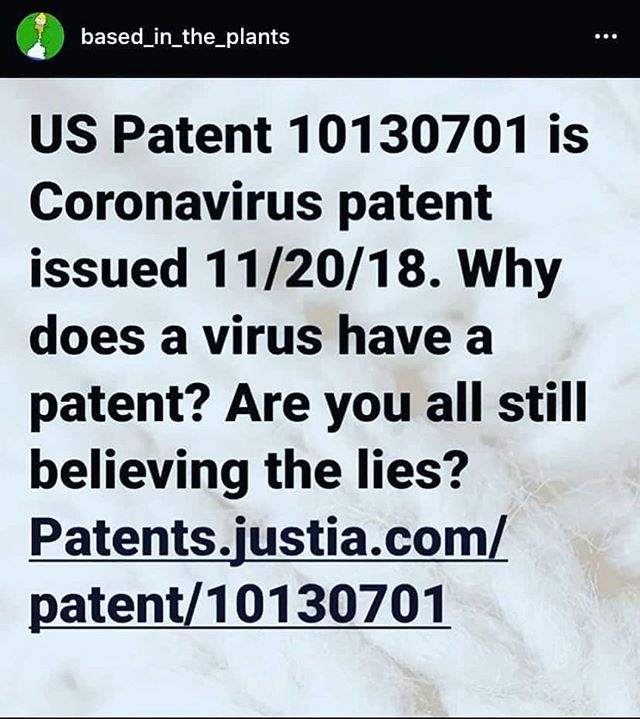 based_in_the_plants
US Patent 10130701 is
Coronavirus patent
issued 11/20/18. Why
does a virus have a
patent? Are you all still
believing the lies?
Patents.justia.com/
patent/10130701